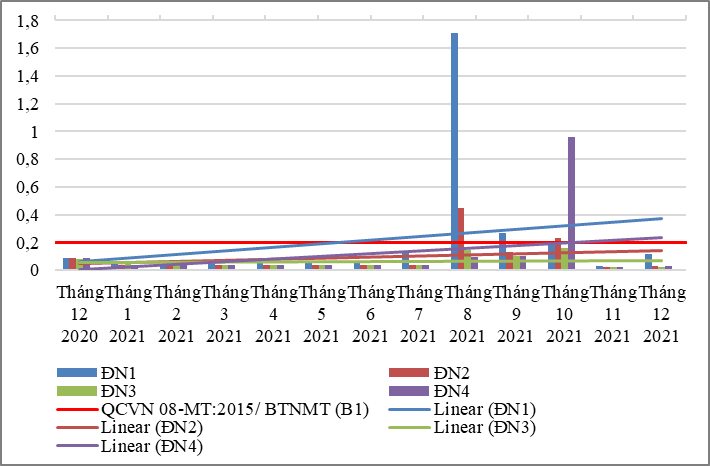 1,8
1,6
1,4
1,2
1
0,8
0,6
0,4
0,2
0
Tháng Tháng Tháng Tháng Tháng Tháng Tháng Tháng Tháng Tháng Tháng Tháng Tháng
12 1 2 3 4 5 6 7 8 9 10 11 12
2020 2021 2021 2021 2021 2021 2021 2021 2021 2021 2021 2021 2021
ĐN1 ĐN2
ĐN3 ĐN4
QCVN 08-MT:2015/ BTNMT (B1) Linear (ĐN1)
Linear (ĐN2) Linear (ĐN3)
Linear (ĐN4)